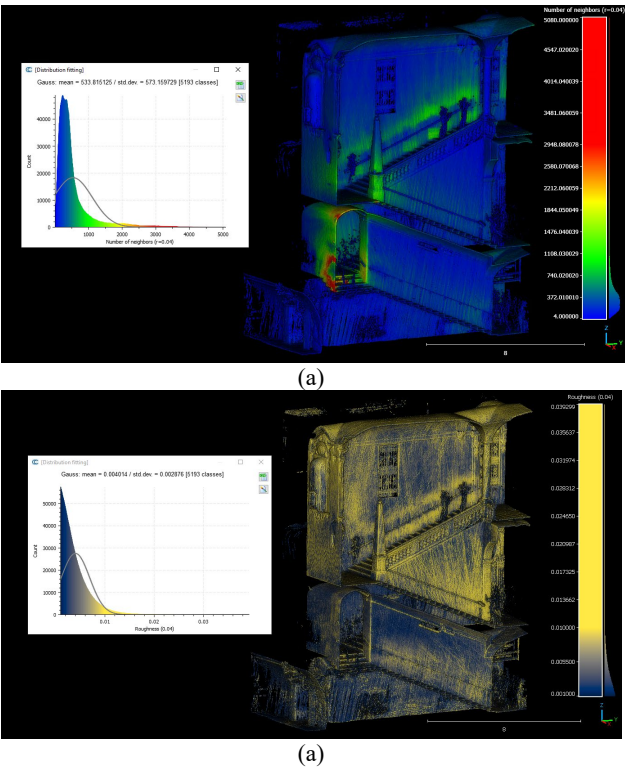 Number of neighbors (r=0.04)
5080.000000
[Distribution fitting]
Gauss: mean = 533.815125 / std.dev. = 573.159729 [5193 classes]
4547.020020
4014.040039
3481.060059
2948.080078
2580.070068
2212.060059
1844.050049
1476.040039
1108.030029
740.020020
372.010010
4.000000
40000
30000
20000
10000
0
Count
1000
2000
3000
4000
5000
Number of neighbors (r=0.04)
Z
Y
X
8
(a)
Roughness (0.04)
0.039299
[Distribution fitting]
Gauss: mean = 0.004014 / std.dev. = 0.002876 [5193 classes]
0.035637
0.031974
0.028312
0.024650
0.020987
0.017325
0.013662
0.010000
0.005500
0.001000
50000
40000
30000
20000
10000
0
Count
0.01
0.02
0.03
Roughness (0.04)
Z
8
(a)